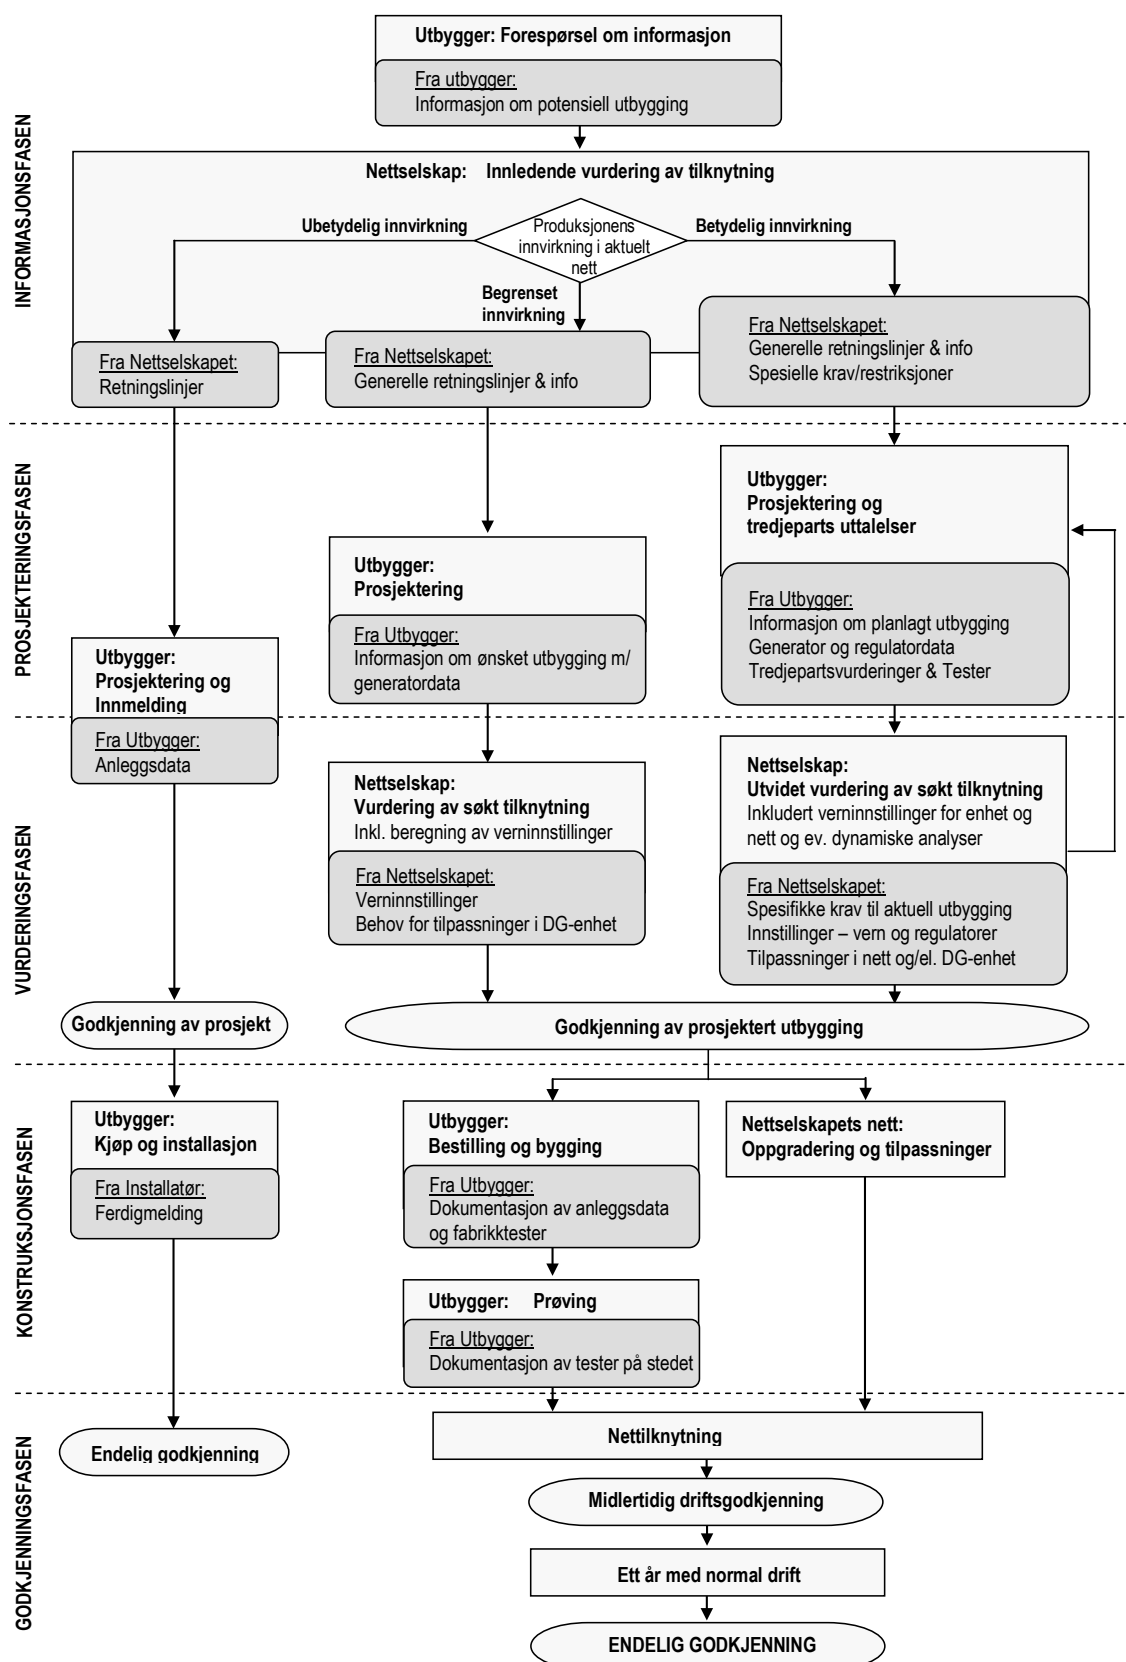 Utbygger: Forespørsel om informasjon
Fra utbygger:
Informasjon om potensiell utbygging
INFORMASJONSFASEN
Nettselskap: Innledende vurdering av tilknytning
Ubetydelig innvirkning
Produksjonens
innvirkning i aktuelt
nett
Betydelig innvirkning
Begrenset
innvirkning
Fra Nettselskapet:
Retningslinjer
Fra Nettselskapet:
Generelle retningslinjer & info
Fra Nettselskapet:
Generelle retningslinjer & info
Spesielle krav/restriksjoner
PROSJEKTERINGSFASEN
Utbygger:
Prosjektering og
Innmelding
Fra Utbygger:
Anleggsdata
Utbygger:
Prosjektering
Fra Utbygger:
Informasjon om ønsket utbygging m/
generatordata
Utbygger:
Prosjektering og
tredjeparts uttalelser
Fra Utbygger:
Informasjon om planlagt utbygging
Generator og regulatordata
Tredjepartsvurderinger & Tester
VURDERINGSFASEN
Nettselskap:
Vurdering av søkt tilknytning
Inkl. beregning av verninnstillinger
Fra Nettselskapet:
Verninnstillinger
Behov for tilpassninger i DG-enhet
Nettselskap:
Utvidet vurdering av søkt tilknytning
Inkludert verninnstillinger for enhet og
nett og ev. dynamiske analyser
Fra Nettselskapet:
Spesifikke krav til aktuell utbygging
Innstillinger – vern og regulatorer
Tilpassninger i nett og/el. DG-enhet
Godkjenning av prosjekt
Godkjenning av prosjektert utbygging
KONSTRUKSJONSFASEN
Utbygger:
Kjøp og installasjon
Fra Installatør:
Ferdigmelding
Utbygger:
Bestilling og bygging
Fra Utbygger:
Dokumentasjon av anleggsdata
og fabrikktester
Nettselskapets nett:
Oppgradering og tilpassninger
Utbygger: Prøving
Fra Utbygger:
Dokumentasjon av tester på stedet
GODKJENNINGSFASEN
Endelig godkjenning
Nettilknytning
Midlertidig driftsgodkjenning
Ett år med normal drift
ENDELIG GODKJENNING